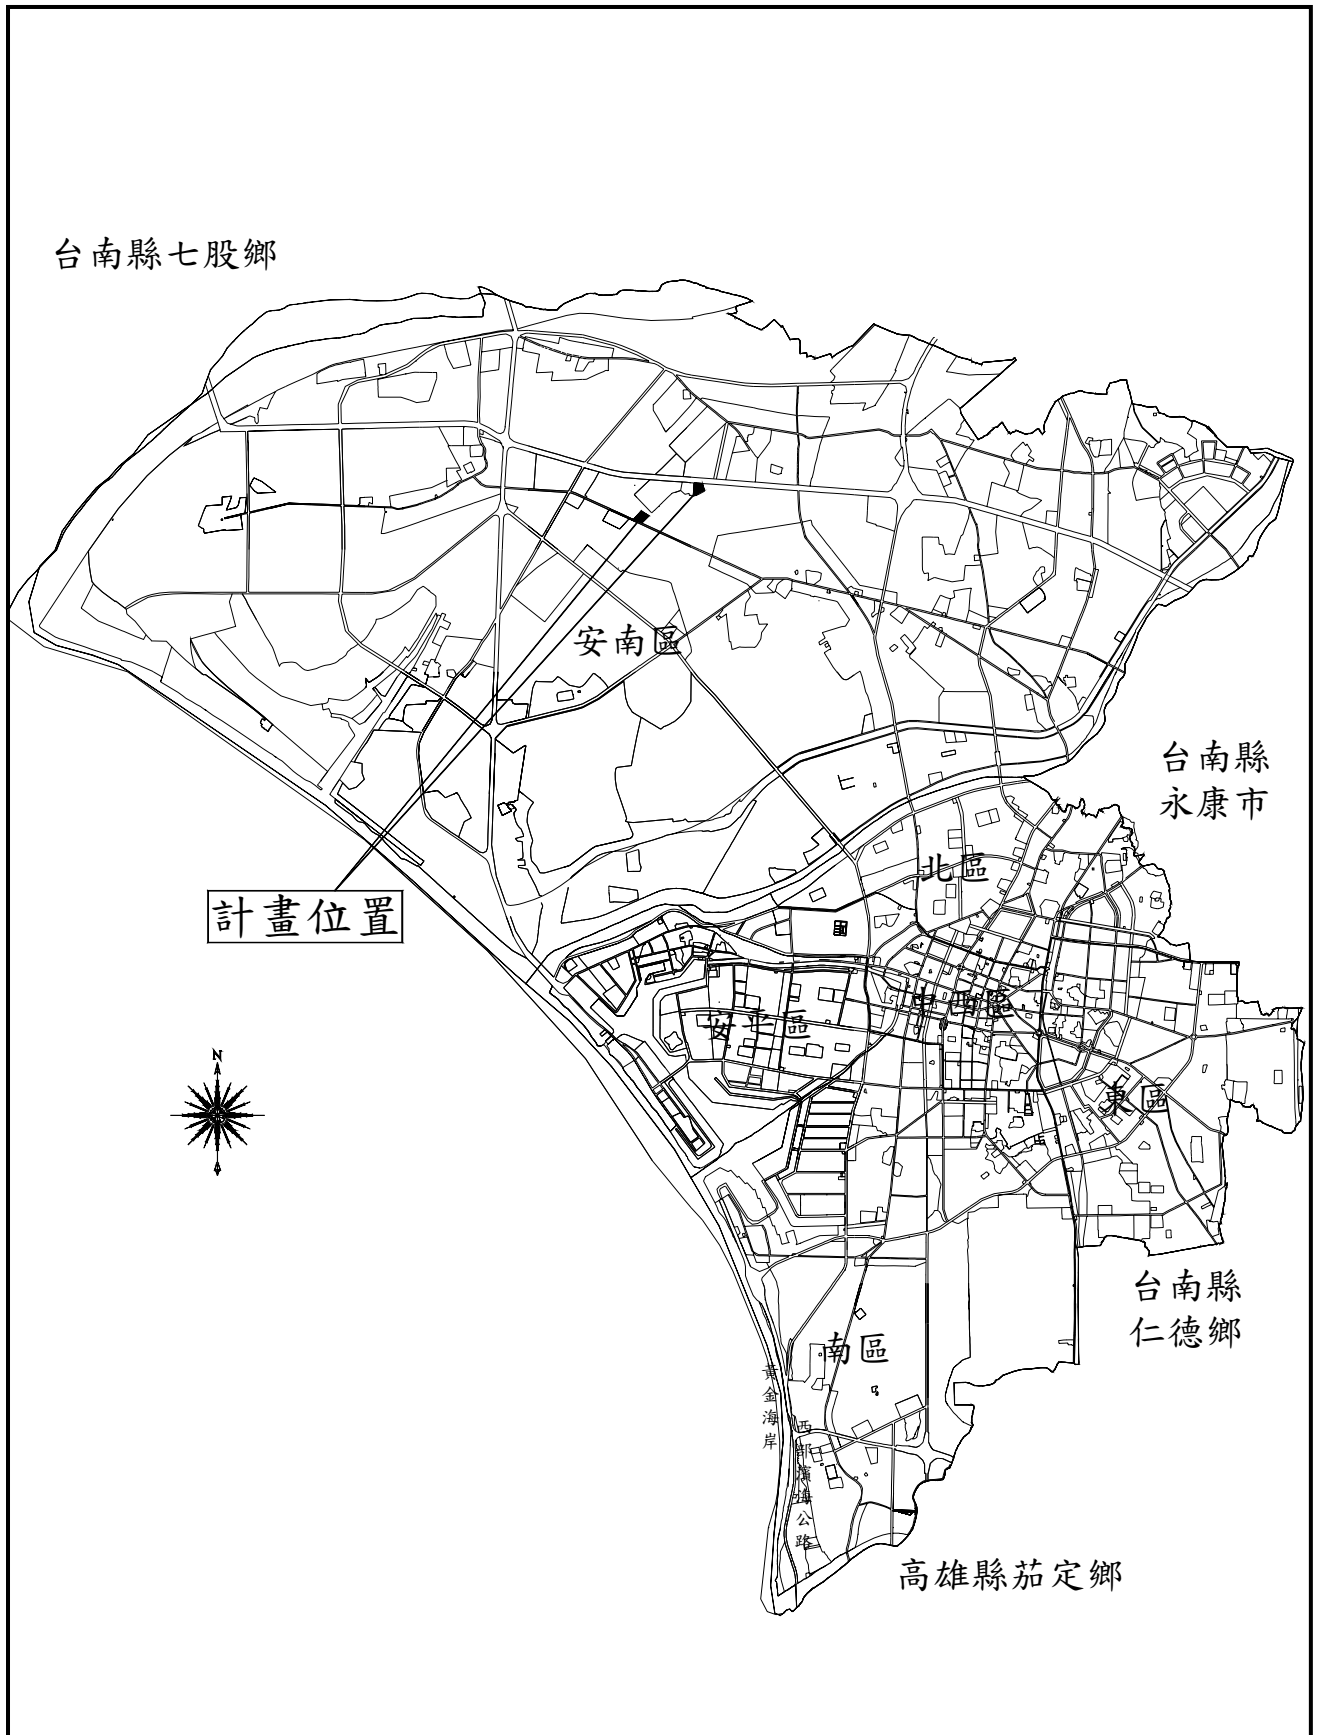 台南縣七股鄉
安南區
台南縣
永康市
北區
計畫位置
中西區
安平區
N
東區
台南縣
仁德鄉
南區
黃金海岸
西部濱海公路
高雄縣茄定鄉